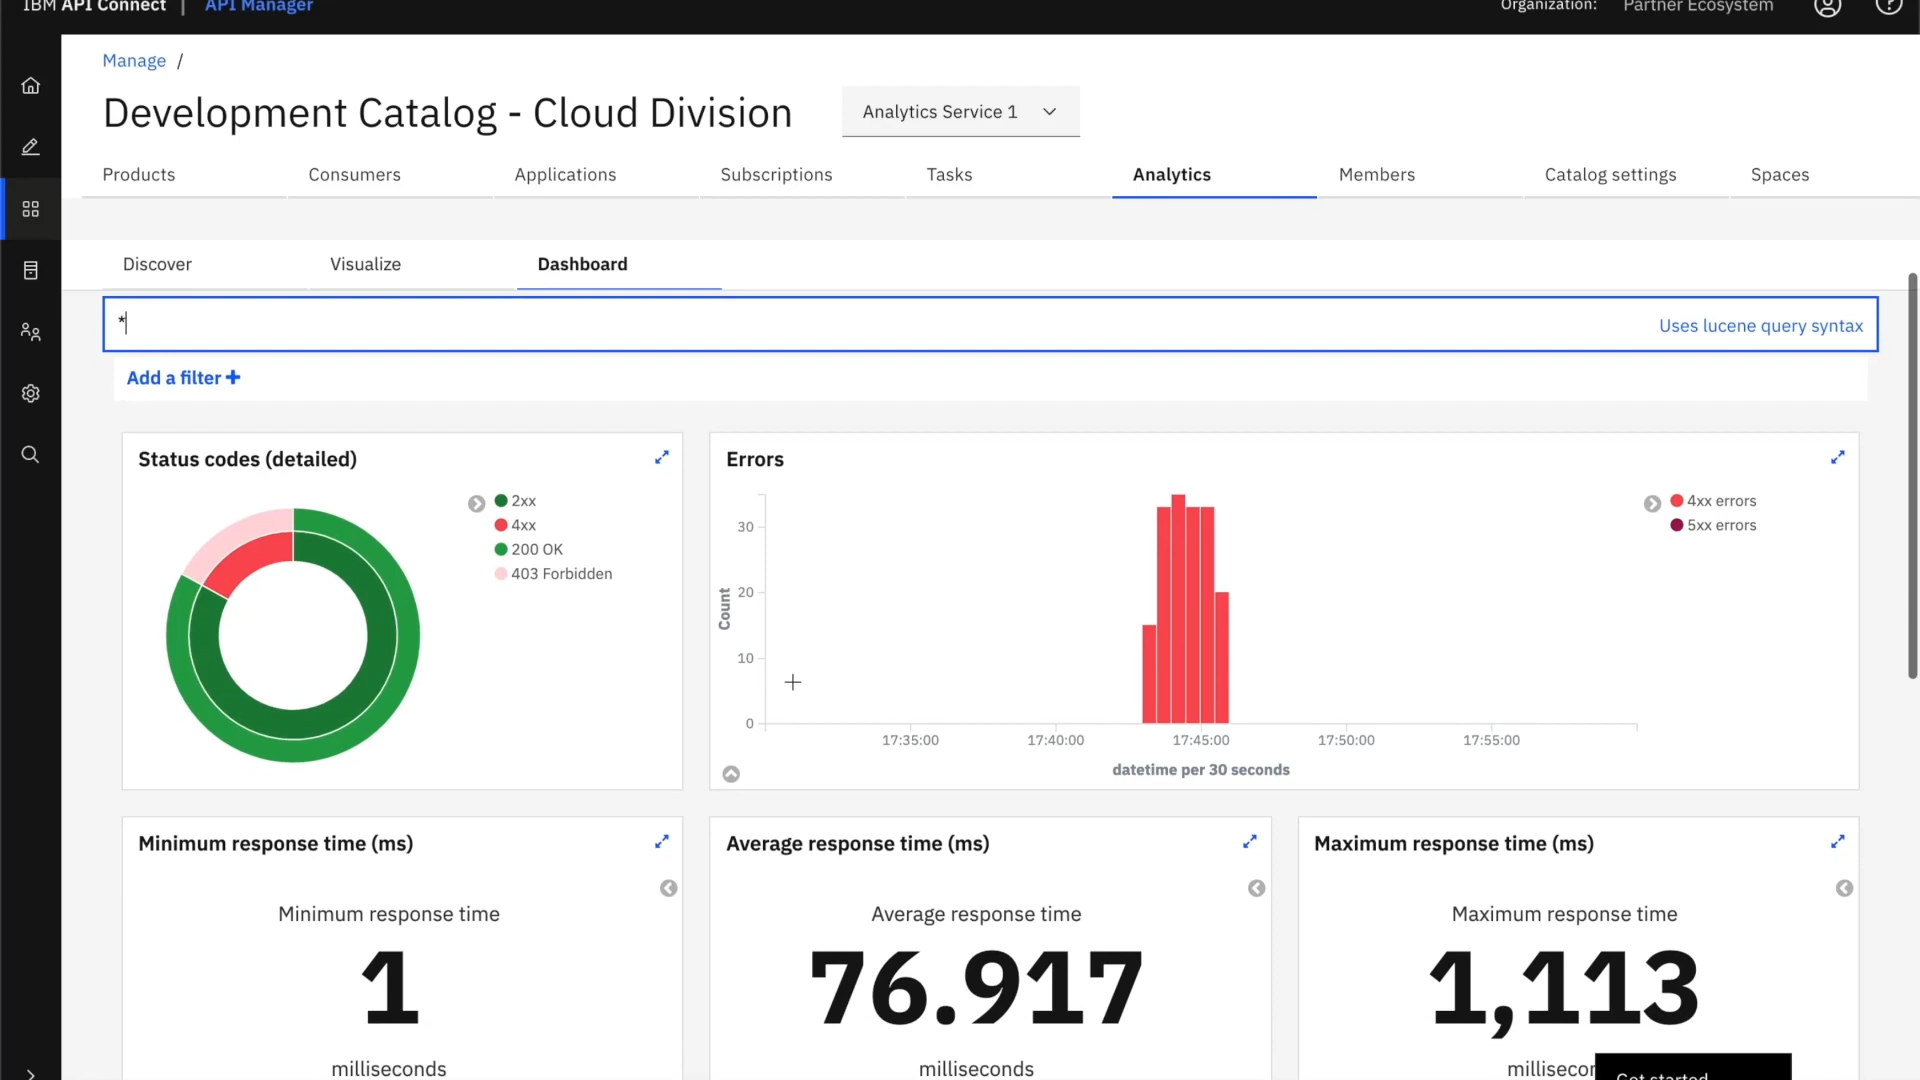 IBM API Connect | API Manager
Organization: Partner Ecosystem
Manage /
Development Catalog - Cloud Division
Analytics Service 1
Products Consumers Applications Subscriptions Tasks Analytics Members Catalog settings Spaces
Discover Visualize Dashboard
*
Uses lucene query syntax
Add a filter +
Status codes (detailed)
2xx
4xx
200 OK
403 Forbidden
Errors
4xx errors
5xx errors
Count
30
20
10
0
17:35:00 17:40:00 17:45:00 17:50:00 17:55:00
datetime per 30 seconds
Minimum response time (ms)
Minimum response time
1
milliseconds
Average response time (ms)
Average response time
76.917
milliseconds
Maximum response time (ms)
Maximum response time
1,113
millisecon
Get started